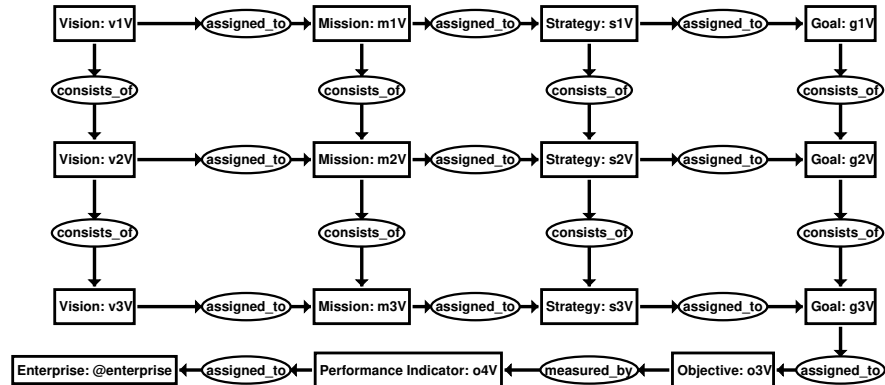 Vision: v1V assigned_to Mission: m1V assigned_to Strategy: s1V assigned_to Goal: g1V
consists_of consists_of consists_of consists_of
Vision: v2V assigned_to Mission: m2V assigned_to Strategy: s2V assigned_to Goal: g2V
consists_of consists_of consists_of consists_of
Vision: v3V assigned_to Mission: m3V assigned_to Strategy: s3V assigned_to Goal: g3V
Enterprise: @enterprise assigned_to Performance Indicator: o4V measured_by Objective: o3V assigned_to